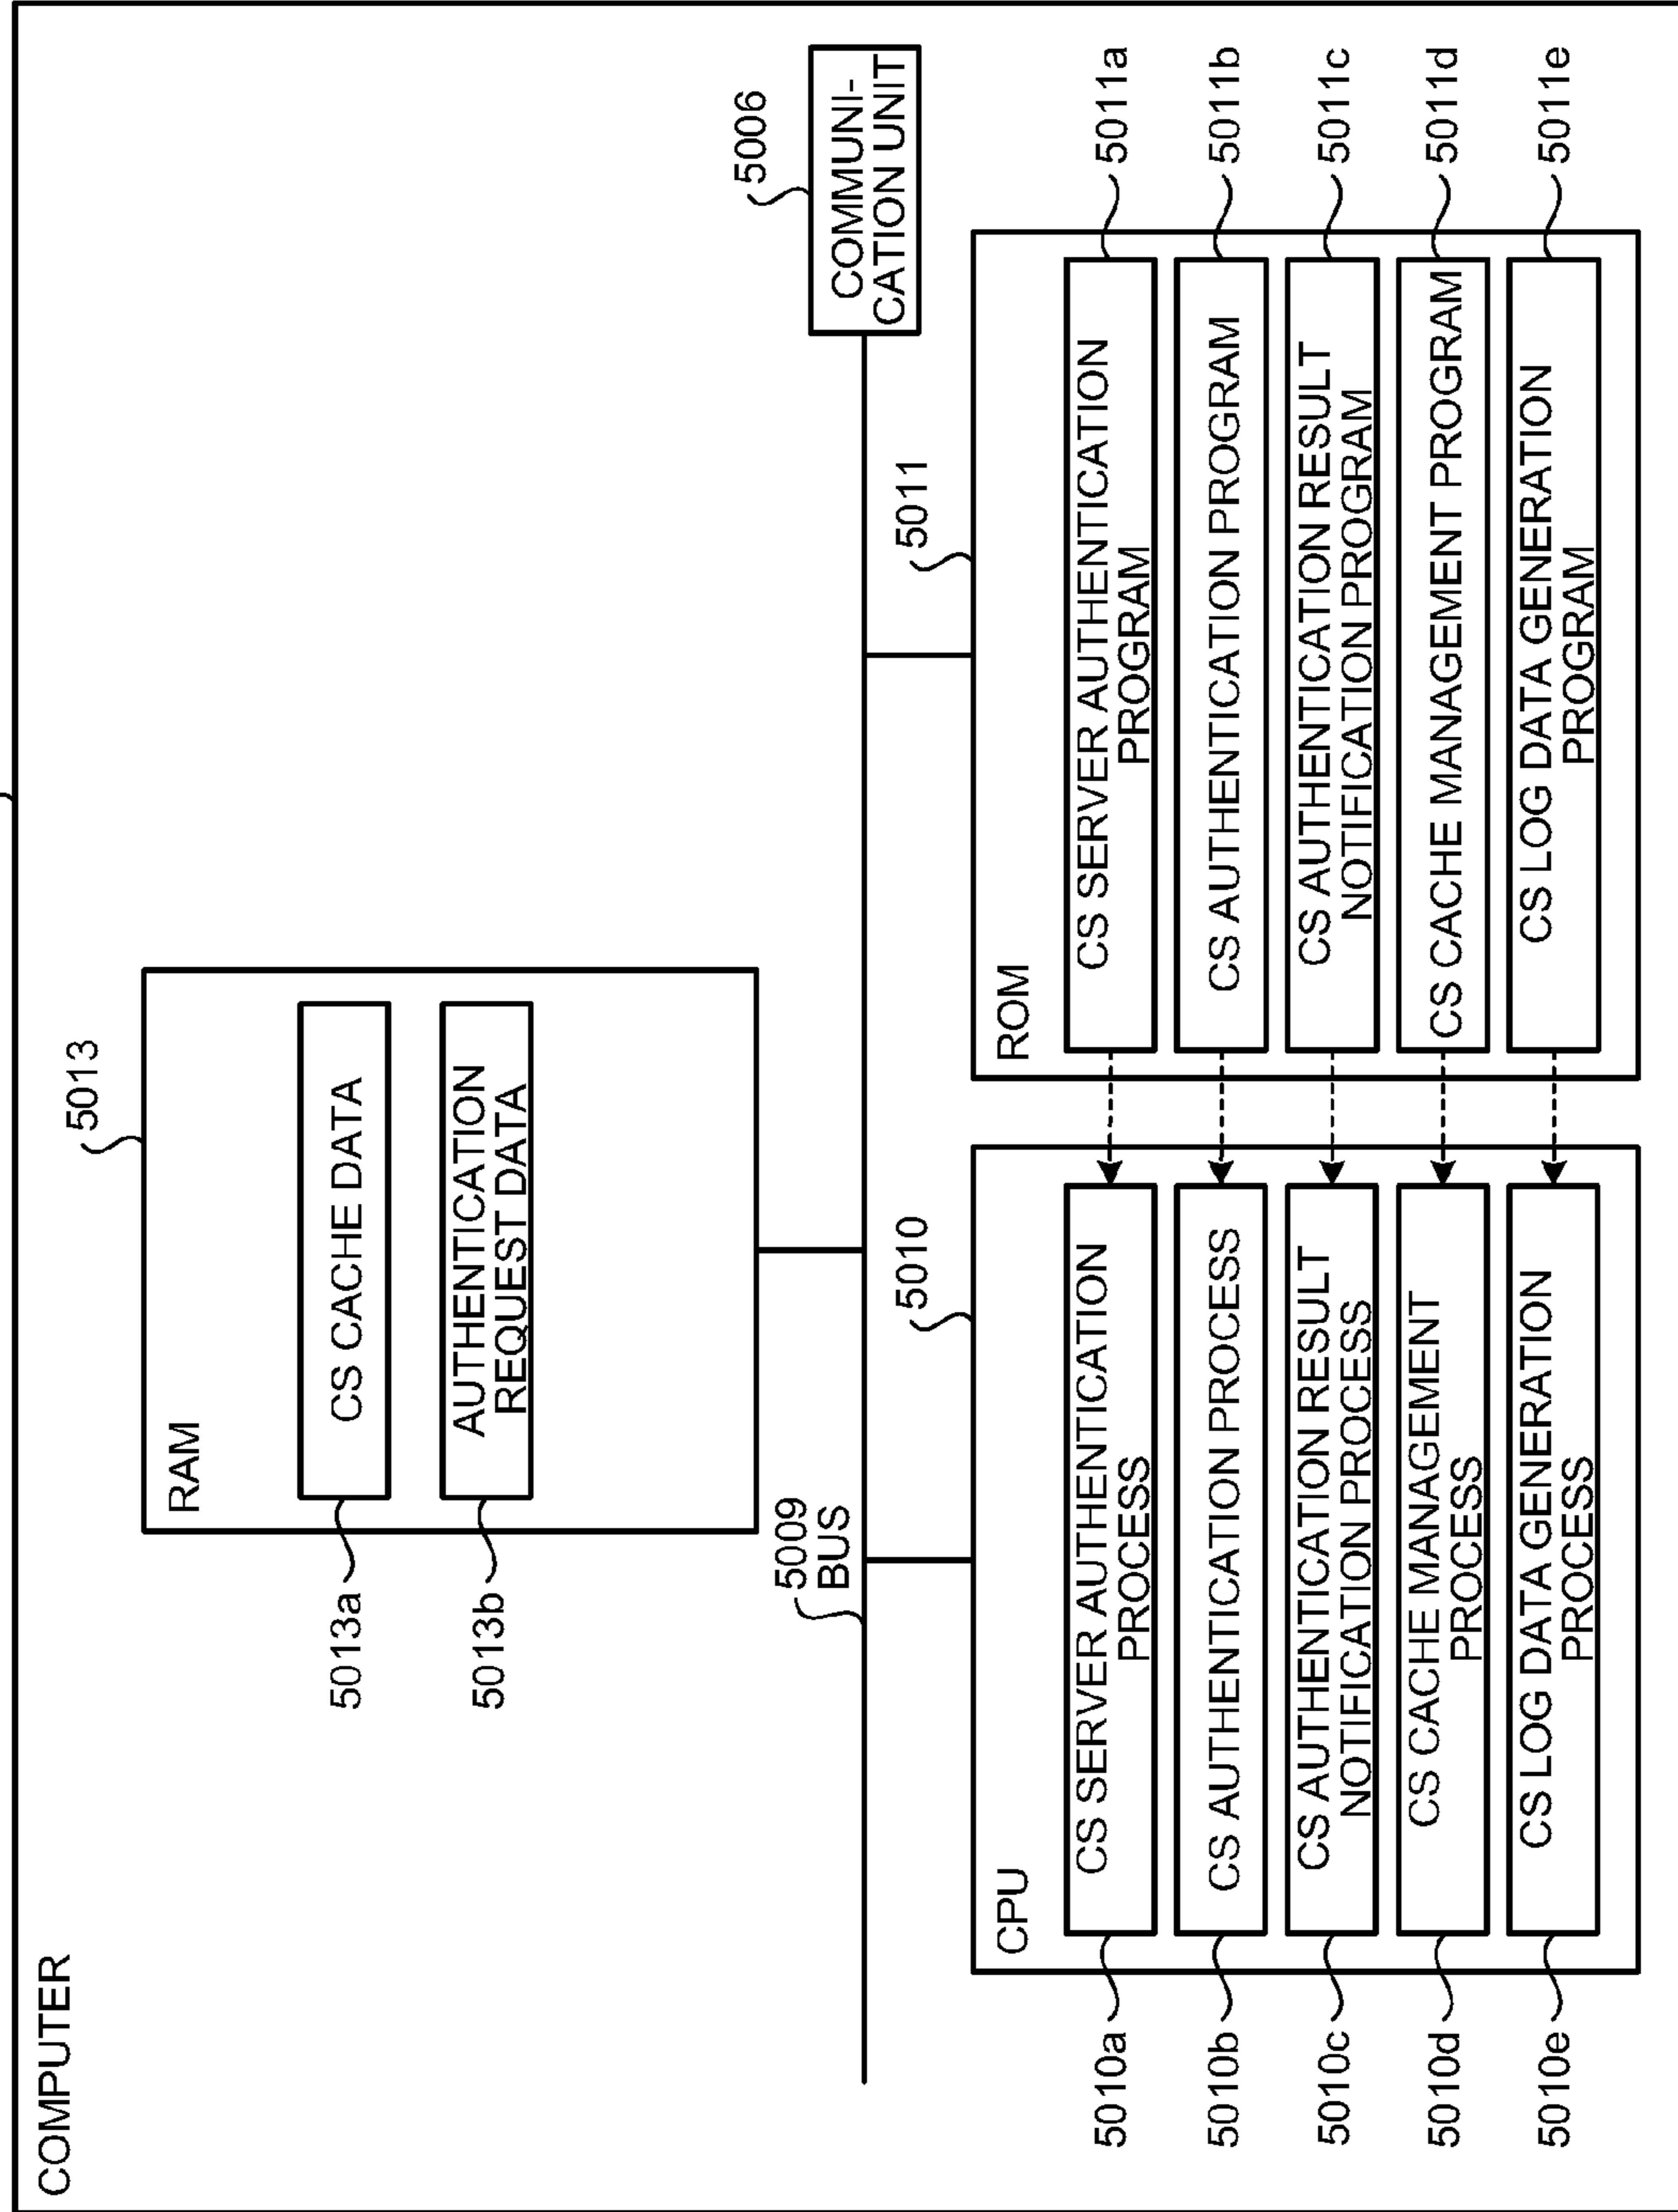 COMPUTER
5013
RAM
5013a
CS CACHE DATA
5013b
AUTHENTICATION
REQUEST DATA
5009
BUS
5006
COMMUNI-
CATION UNIT
5010
CPU
5010a
CS SERVER AUTHENTICATION
PROCESS
5010b
CS AUTHENTICATION PROCESS
5010c
CS AUTHENTICATION RESULT
NOTIFICATION PROCESS
5010d
CS CACHE MANAGEMENT
PROCESS
5010e
CS LOG DATA GENERATION
PROCESS
5011
ROM
CS SERVER AUTHENTICATION
PROGRAM
5011a
CS AUTHENTICATION PROGRAM
5011b
CS AUTHENTICATION RESULT
NOTIFICATION PROGRAM
5011c
CS CACHE MANAGEMENT PROGRAM
5011d
CS LOG DATA GENERATION
PROGRAM
5011e